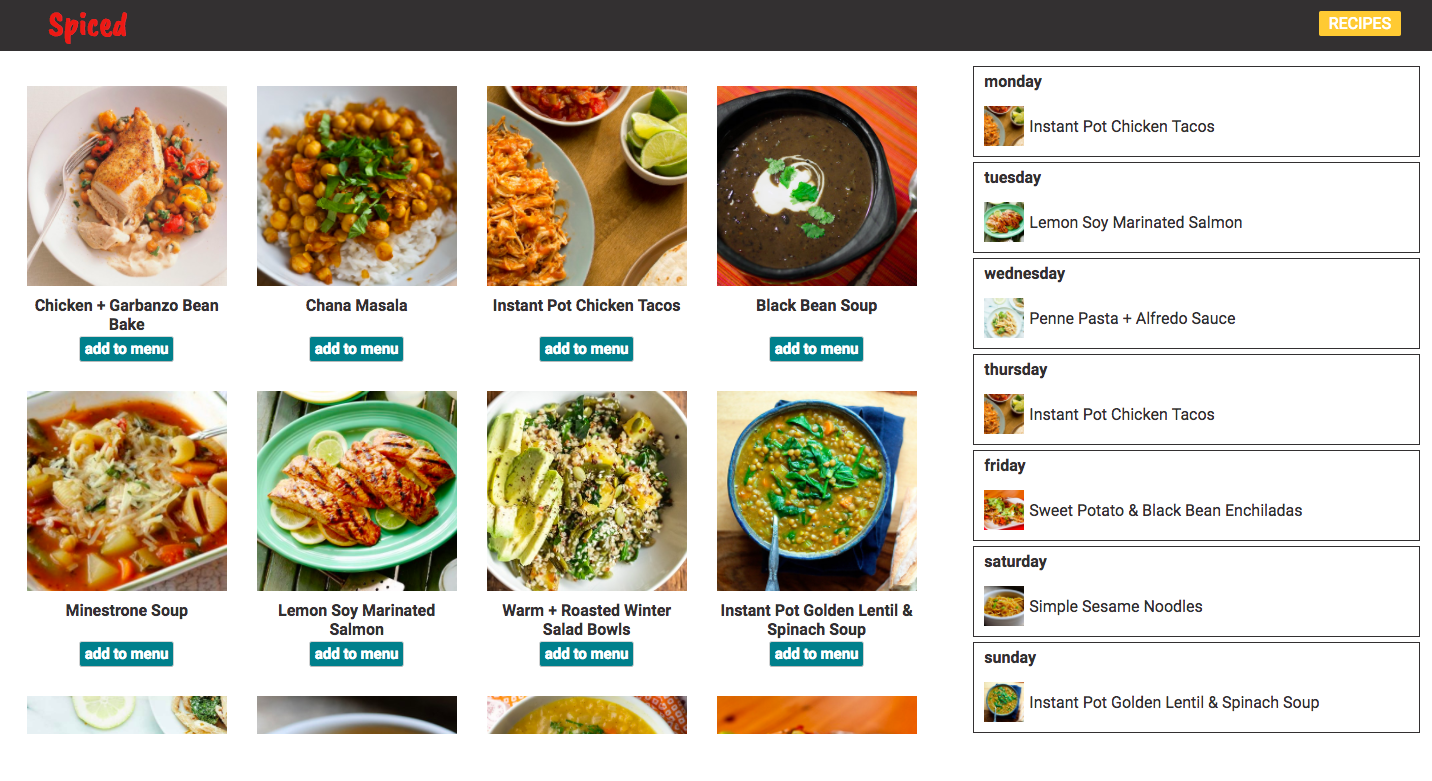 Spiced
RECIPES
Chicken + Garbanzo Bean
Bake
add to menu
Chana Masala
add to menu
Instant Pot Chicken Tacos
add to menu
Black Bean Soup
add to menu
Minestrone Soup
add to menu
Lemon Soy Marinated
Salmon
add to menu
Warm + Roasted Winter
Salad Bowls
add to menu
Instant Pot Golden Lentil &
Spinach Soup
add to menu
monday
Instant Pot Chicken Tacos
tuesday
Lemon Soy Marinated Salmon
wednesday
Penne Pasta + Alfredo Sauce
thursday
Instant Pot Chicken Tacos
friday
Sweet Potato & Black Bean Enchiladas
saturday
Simple Sesame Noodles
sunday
Instant Pot Golden Lentil & Spinach Soup